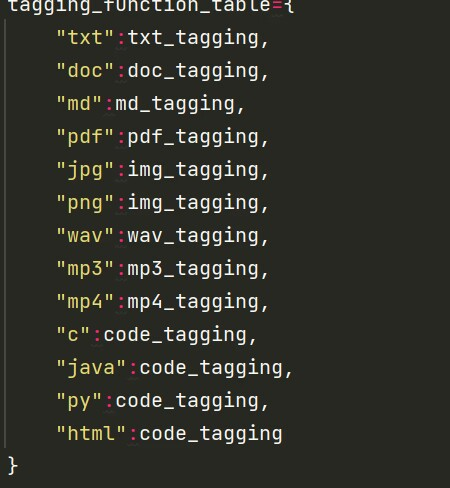 tagging_function_table={
    "txt":txt_tagging,
    "doc":doc_tagging,
    "md":md_tagging,
    "pdf":pdf_tagging,
    "jpg":img_tagging,
    "png":img_tagging,
    "wav":wav_tagging,
    "mp3":mp3_tagging,
    "mp4":mp4_tagging,
    "c":code_tagging,
    "java":code_tagging,
    "py":code_tagging,
    "html":code_tagging
}